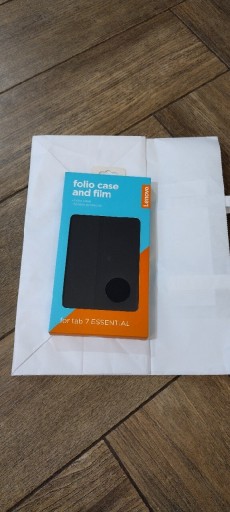 folio case
and film
Lenovo
for tab 7 ESSENTIAL